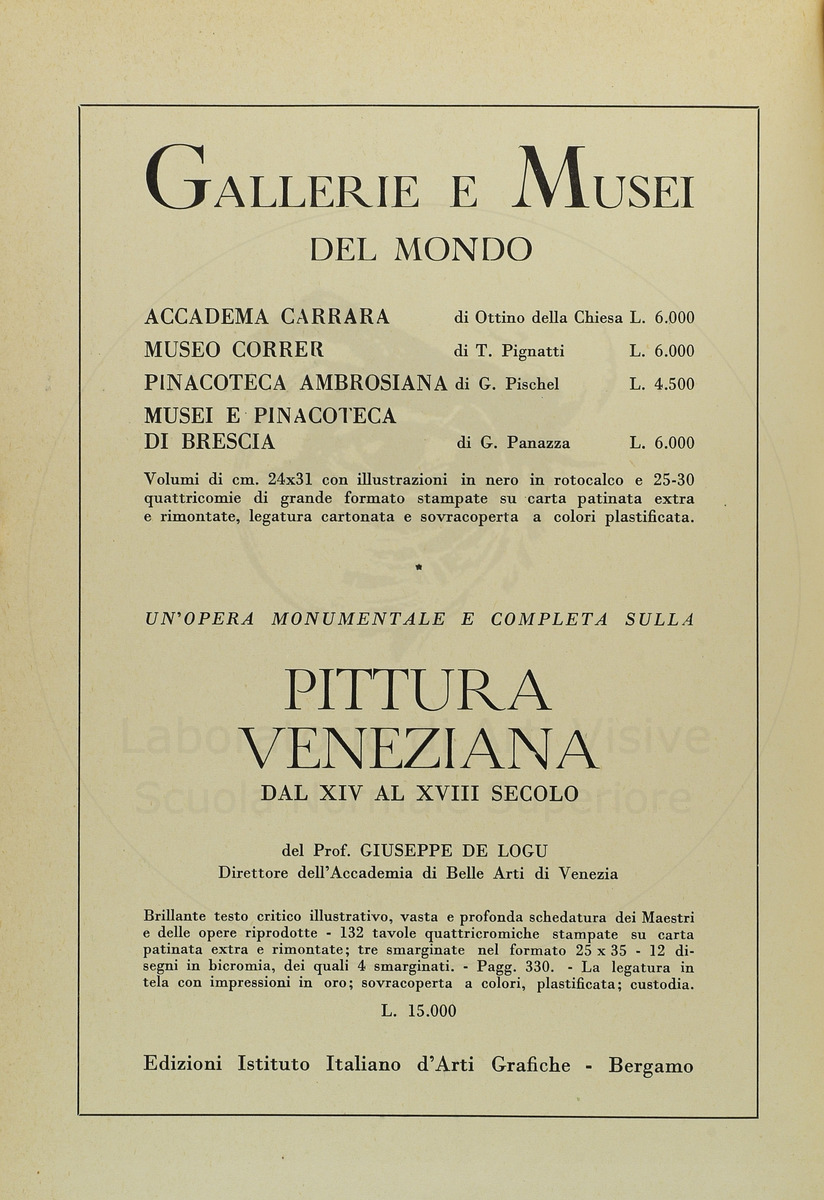 GALLERIE E MUSEI
DEL MONDO
ACCADEMA CARRARA di Ottino della Chiesa L. 6.000
MUSEO CORRER di T. Pignatti L. 6.000
PINACOTECA AMBROSIANA di G. Pischel L. 4.500
MUSEI E PINACOTECA
DI BRESCIA di G. Panazza L. 6.000
Volumi di cm. 24x31 con illustrazioni in nero in rotocalco e 25-30
quattricomie di grande formato stampate su carta patinata extra
e rimontate, legatura cartonata e sovracoperta a colori plastificata.
*
UN'OPERA MONUMENTALE E COMPLETA SULLA
PITTURA
VENEZIANA
Laboratorio di Arti Visive
DAL XIV AL XVIII SECOLO
Scuola Normale Superiore
del Prof. GIUSEPPE DE LOGU
Direttore dell'Accademia di Belle Arti di Venezia
Brillante testo critico illustrativo, vasta e profonda schedatura dei Maestri
e delle opere riprodotte - 132 tavole quattricromiche stampate su carta
patinata extra e rimontate; tre smarginate nel formato 25 x 35 - 12 di-
segni in bicromia, dei quali 4 smarginati. - Pagg. 330. - La legatura in
tela con impressioni in oro; sovracoperta a colori, plastificata; custodia.
L. 15.000
Edizioni Istituto Italiano d'Arti Grafiche - Bergamo